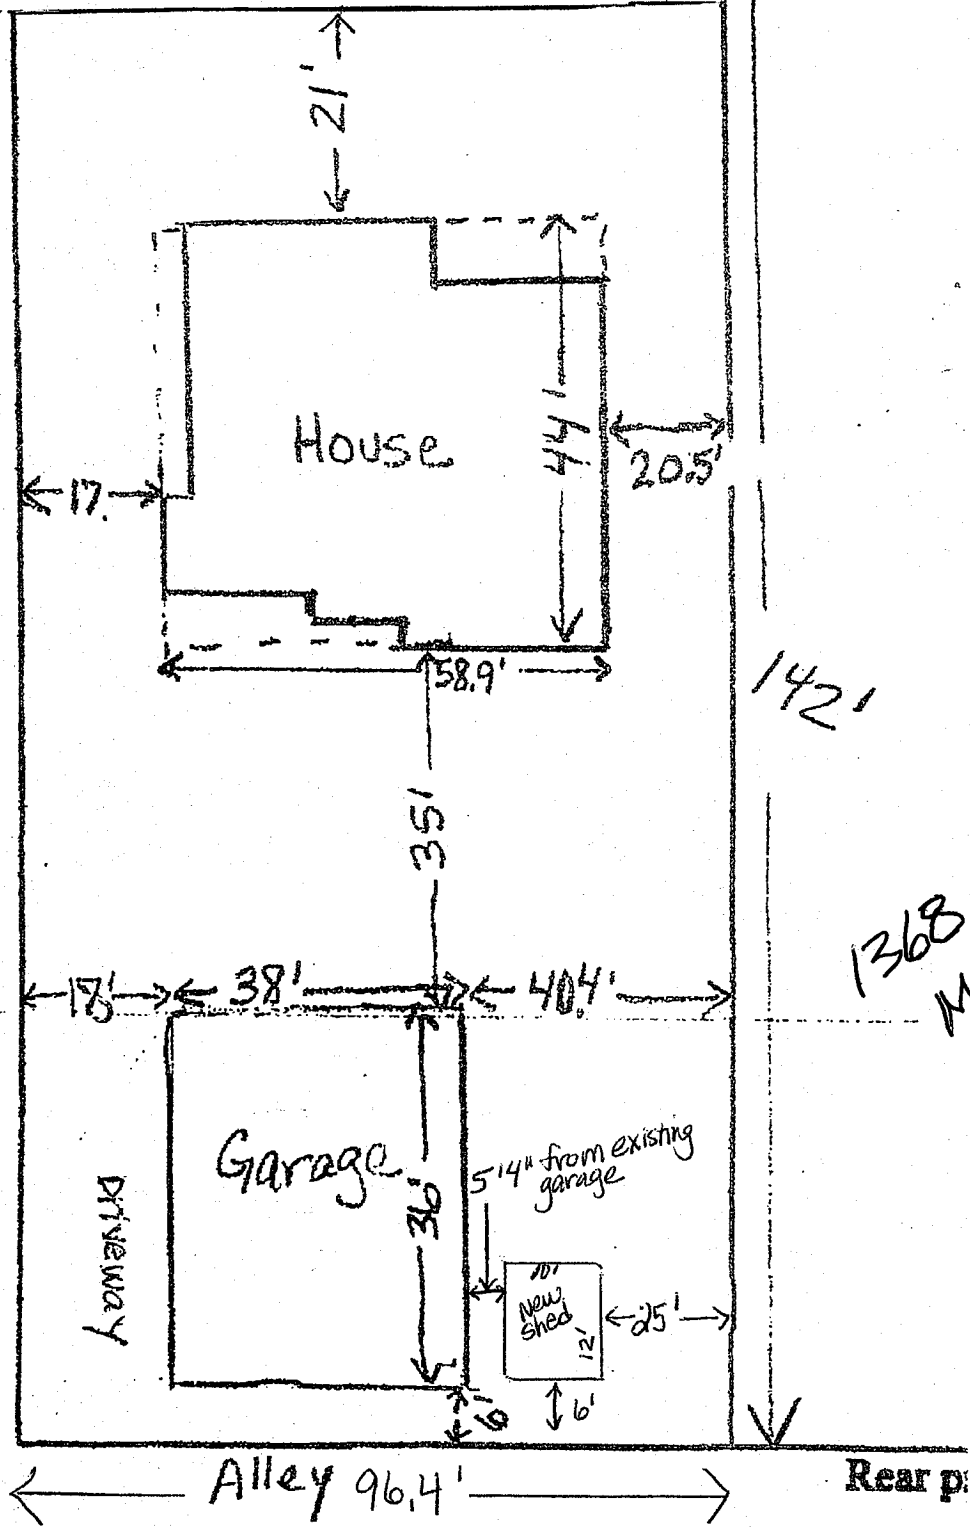 21'
House
44'
20.5'
17.
58.9'
142'
35'
1368
18'
38'
40.4'
Garage
36'
5'4" from existing
garage
Driveway
10'
New
shed
12'
25'
6'
6'
Alley 96.4'
Rear